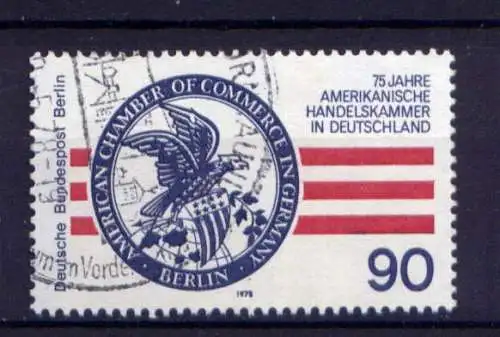 75 JAHRE
AMERIKANISCHE
HANDELSKAMMER
IN DEUTSCHLAND
Deutsche Bundespost Berlin
AMERICAN CHAMBER OF COMMERCE IN GERMANY
· BERLIN ·
90
1978